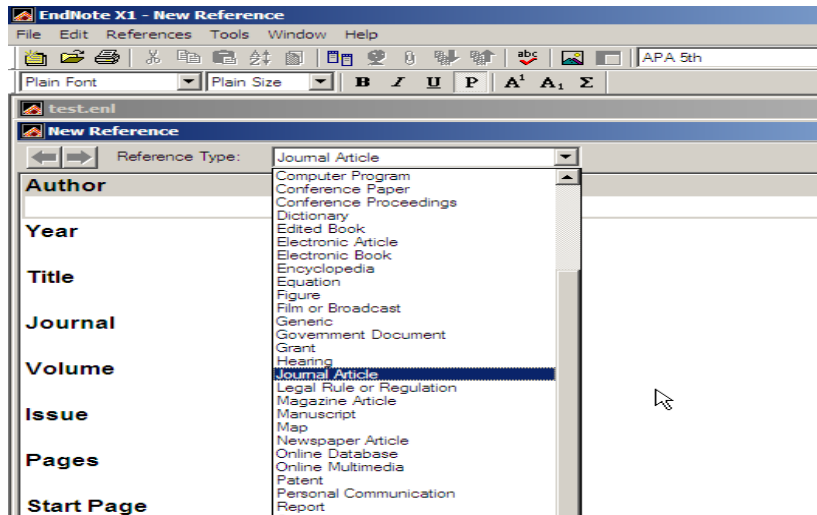 EndNote X1 - New Reference
File Edit References Tools Window Help
abc APA 5th
Plain Font Plain Size B I U P A¹ A₁ Σ
test.enl
New Reference
Reference Type: Journal Article
Author
Year
Title
Journal
Volume
Issue
Pages
Start Page
Computer Program
Conference Paper
Conference Proceedings
Dictionary
Edited Book
Electronic Article
Electronic Book
Encyclopedia
Equation
Figure
Film or Broadcast
Generic
Government Document
Grant
Hearing
Journal Article
Legal Rule or Regulation
Magazine Article
Manuscript
Map
Newspaper Article
Online Database
Online Multimedia
Patent
Personal Communication
Report